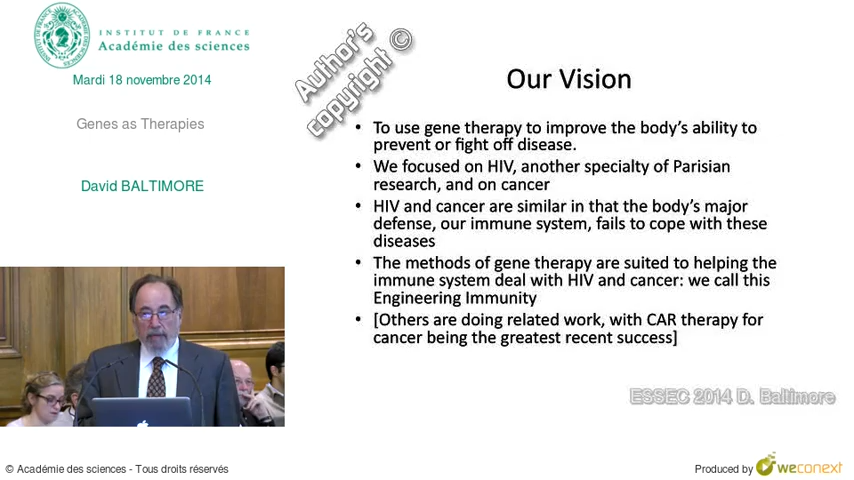 INSTITUT DE FRANCE
Académie des sciences
Mardi 18 novembre 2014
Genes as Therapies
David BALTIMORE
Author's
copyright ©
Our Vision
• To use gene therapy to improve the body's ability to
prevent or fight off disease.
• We focused on HIV, another specialty of Parisian
research, and on cancer
• HIV and cancer are similar in that the body's major
defense, our immune system, fails to cope with these
diseases
• The methods of gene therapy are suited to helping the
immune system deal with HIV and cancer: we call this
Engineering Immunity
• [Others are doing related work, with CAR therapy for
cancer being the greatest recent success]
ESSEC 2014 D. Baltimore
© Académie des sciences - Tous droits réservés
Produced by weconext